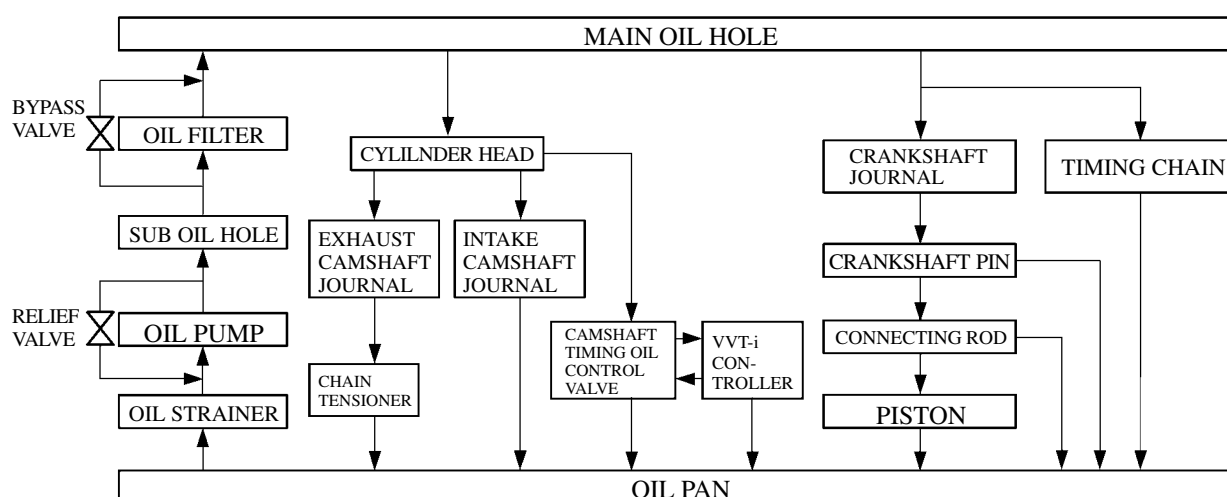 MAIN OIL HOLE
BYPASS
VALVE
OIL FILTER
CYLILNDER HEAD
CRANKSHAFT
JOURNAL
TIMING CHAIN
SUB OIL HOLE
EXHAUST
CAMSHAFT
JOURNAL
INTAKE
CAMSHAFT
JOURNAL
CRANKSHAFT PIN
RELIEF
VALVE
OIL PUMP
CAMSHAFT
TIMING OIL
CONTROL
VALVE
VVT-i
CON-
TROLLER
CONNECTING ROD
CHAIN
TENSIONER
OIL STRAINER
PISTON
OIL PAN